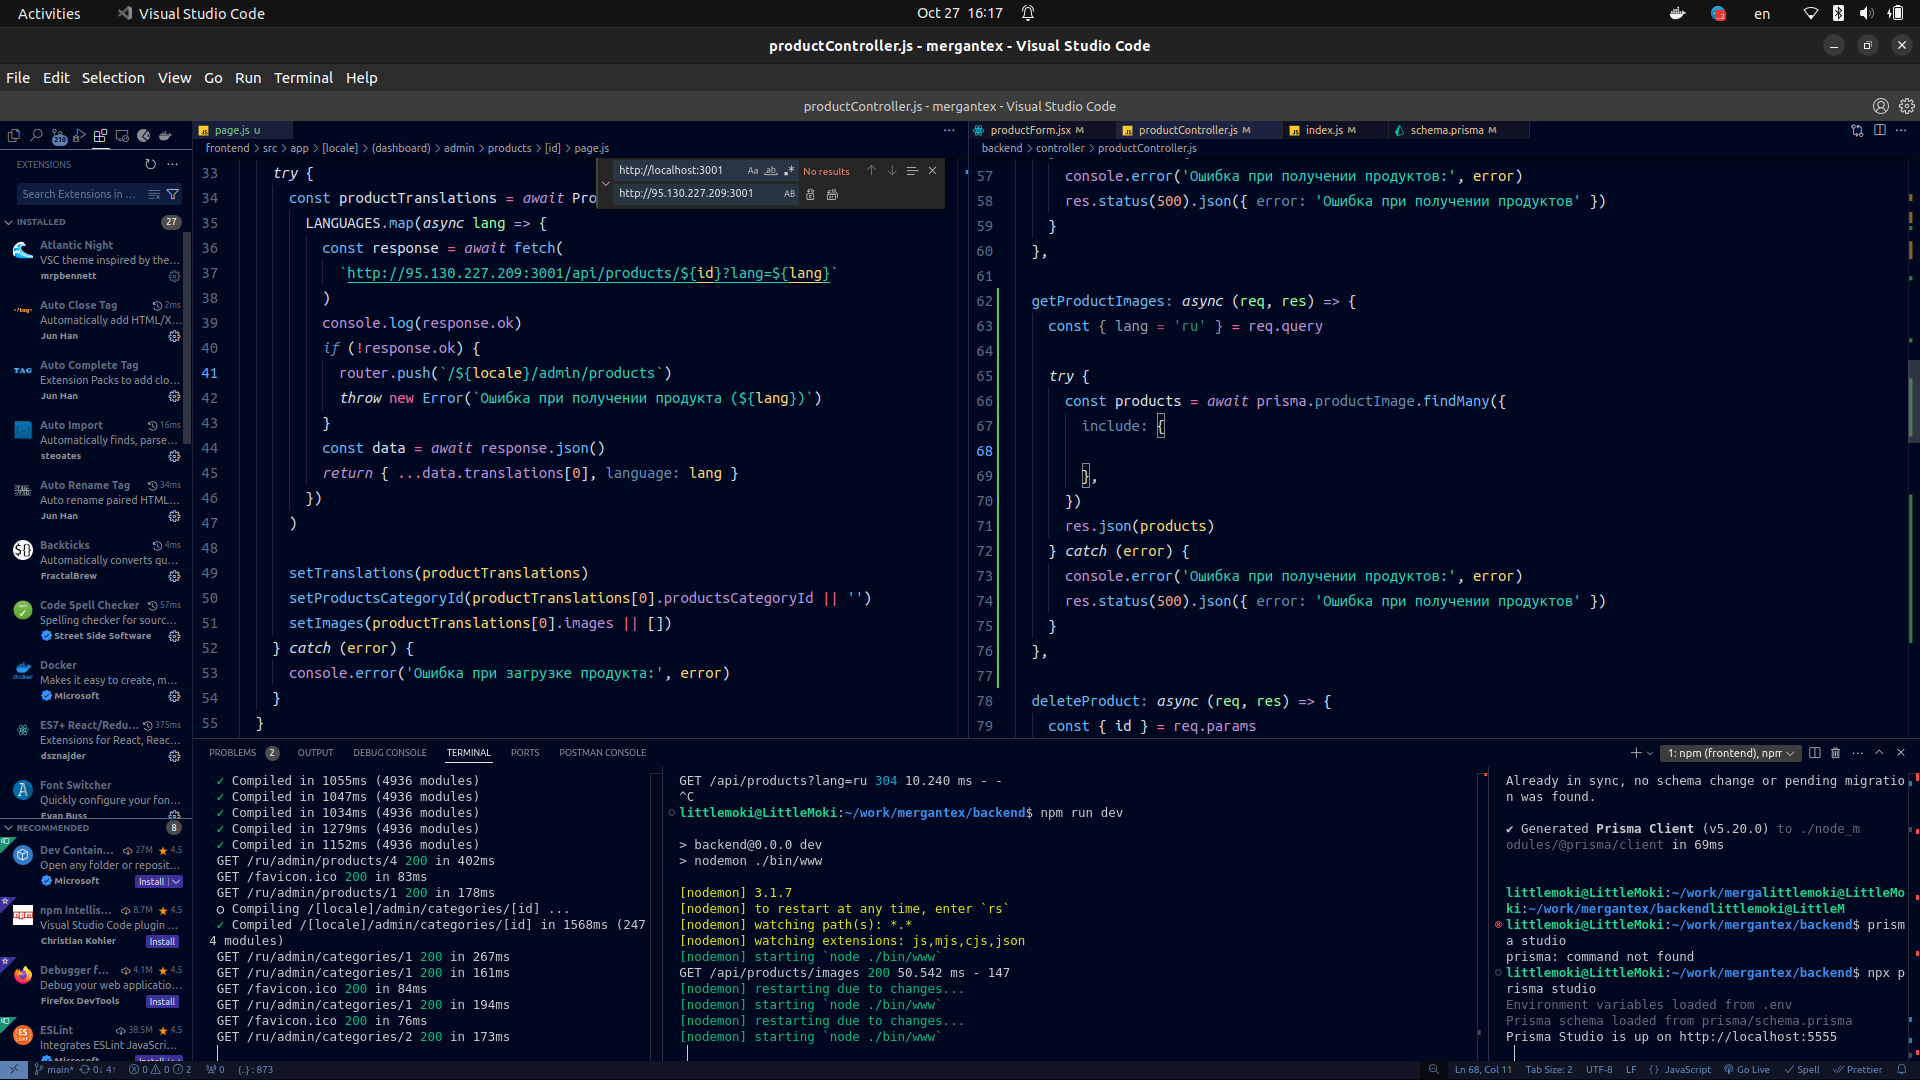 Activities
Visual Studio Code
Oct 27 16:17
en
productController.js - mergantex - Visual Studio Code
File Edit Selection View Go Run Terminal Help
productController.js - mergantex - Visual Studio Code
EXTENSIONS
Search Extensions in ...
INSTALLED 27
Atlantic Night
VSC theme inspired by the...
mrpbennett
Auto Close Tag 2ms
Automatically add HTML/X...
Jun Han
Auto Complete Tag
Extension Packs to add clo...
Jun Han
Auto Import 16ms
Automatically finds, parse...
steoates
Auto Rename Tag 34ms
Auto rename paired HTML...
Jun Han
Backticks 4ms
Automatically converts qu...
FractalBrew
Code Spell Checker 57ms
Spelling checker for sourc...
Street Side Software
Docker
Makes it easy to create, m...
Microsoft
ES7+ React/Redu... 375ms
Extensions for React, Reac...
dsznajder
Font Switcher
Quickly configure your fon...
Evan Buss
RECOMMENDED 8
Dev Contain... 27M 4.5
Open any folder or reposit...
Microsoft Install
npm Intellis... 8.7M 4.5
Visual Studio Code plugin ...
Christian Kohler Install
Debugger f... 4.1M 4.5
Debug your web applicatio...
Firefox DevTools Install
ESLint 38.5M 4.5
Integrates ESLint JavaScri...
Microsoft Install
page.js U
frontend > src > app > [locale] > (dashboard) > admin > products > [id] > page.js
http://localhost:3001 Aa ab No results
http://95.130.227.209:3001 AB
33 try {
34 const productTranslations = await Pro
35 LANGUAGES.map(async lang => {
36 const response = await fetch(
37 `http://95.130.227.209:3001/api/products/${id}?lang=${lang}`
38 )
39 console.log(response.ok)
40 if (!response.ok) {
41 router.push(`/${locale}/admin/products`)
42 throw new Error(`Ошибка при получении продукта (${lang})`)
43 }
44 const data = await response.json()
45 return { ...data.translations[0], language: lang }
46 })
47 )
48
49 setTranslations(productTranslations)
50 setProductsCategoryId(productTranslations[0].productsCategoryId || '')
51 setImages(productTranslations[0].images || [])
52 } catch (error) {
53 console.error('Ошибка при загрузке продукта:', error)
54 }
55 }
productForm.jsx M productController.js M index.js M schema.prisma M
backend > controller > productController.js
57 console.error('Ошибка при получении продуктов:', error)
58 res.status(500).json({ error: 'Ошибка при получении продуктов' })
59 }
60 },
61
62 getProductImages: async (req, res) => {
63 const { lang = 'ru' } = req.query
64
65 try {
66 const products = await prisma.productImage.findMany({
67 include: {
68
69 },
70 })
71 res.json(products)
72 } catch (error) {
73 console.error('Ошибка при получении продуктов:', error)
74 res.status(500).json({ error: 'Ошибка при получении продуктов' })
75 }
76 },
77
78 deleteProduct: async (req, res) => {
79 const { id } = req.params
PROBLEMS 2 OUTPUT DEBUG CONSOLE TERMINAL PORTS POSTMAN CONSOLE
1: npm (frontend), npm
✓ Compiled in 1055ms (4936 modules)
✓ Compiled in 1047ms (4936 modules)
✓ Compiled in 1034ms (4936 modules)
✓ Compiled in 1279ms (4936 modules)
✓ Compiled in 1152ms (4936 modules)
GET /ru/admin/products/4 200 in 402ms
GET /favicon.ico 200 in 83ms
GET /ru/admin/products/1 200 in 178ms
○ Compiling /[locale]/admin/categories/[id] ...
✓ Compiled /[locale]/admin/categories/[id] in 1568ms (247
4 modules)
GET /ru/admin/categories/1 200 in 267ms
GET /ru/admin/categories/1 200 in 161ms
GET /favicon.ico 200 in 84ms
GET /ru/admin/categories/1 200 in 194ms
GET /favicon.ico 200 in 76ms
GET /ru/admin/categories/2 200 in 173ms
GET /api/products?lang=ru 304 10.240 ms - -
^C
littlemoki@LittleMoki:~/work/mergantex/backend$ npm run dev
> backend@0.0.0 dev
> nodemon ./bin/www
[nodemon] 3.1.7
[nodemon] to restart at any time, enter `rs`
[nodemon] watching path(s): *.*
[nodemon] watching extensions: js,mjs,cjs,json
[nodemon] starting `node ./bin/www`
GET /api/products/images 200 50.542 ms - 147
[nodemon] restarting due to changes...
[nodemon] starting `node ./bin/www`
[nodemon] restarting due to changes...
[nodemon] starting `node ./bin/www`
Already in sync, no schema change or pending migratio
n was found.
✔ Generated Prisma Client (v5.20.0) to ./node_m
odules/@prisma/client in 69ms
littlemoki@LittleMoki:~/work/mergalittlemoki@LittleMo
ki:~/work/mergantex/backendlittlemoki@LittleM
littlemoki@LittleMoki:~/work/mergantex/backend$ prism
a studio
prisma: command not found
littlemoki@LittleMoki:~/work/mergantex/backend$ npx p
risma studio
Environment variables loaded from .env
Prisma schema loaded from prisma/schema.prisma
Prisma Studio is up on http://localhost:5555
main* 0↓ 4↑ 0 0 2 0 {..} : 873
Ln 68, Col 11 Tab Size: 2 UTF-8 LF { } JavaScript Go Live Spell Prettier